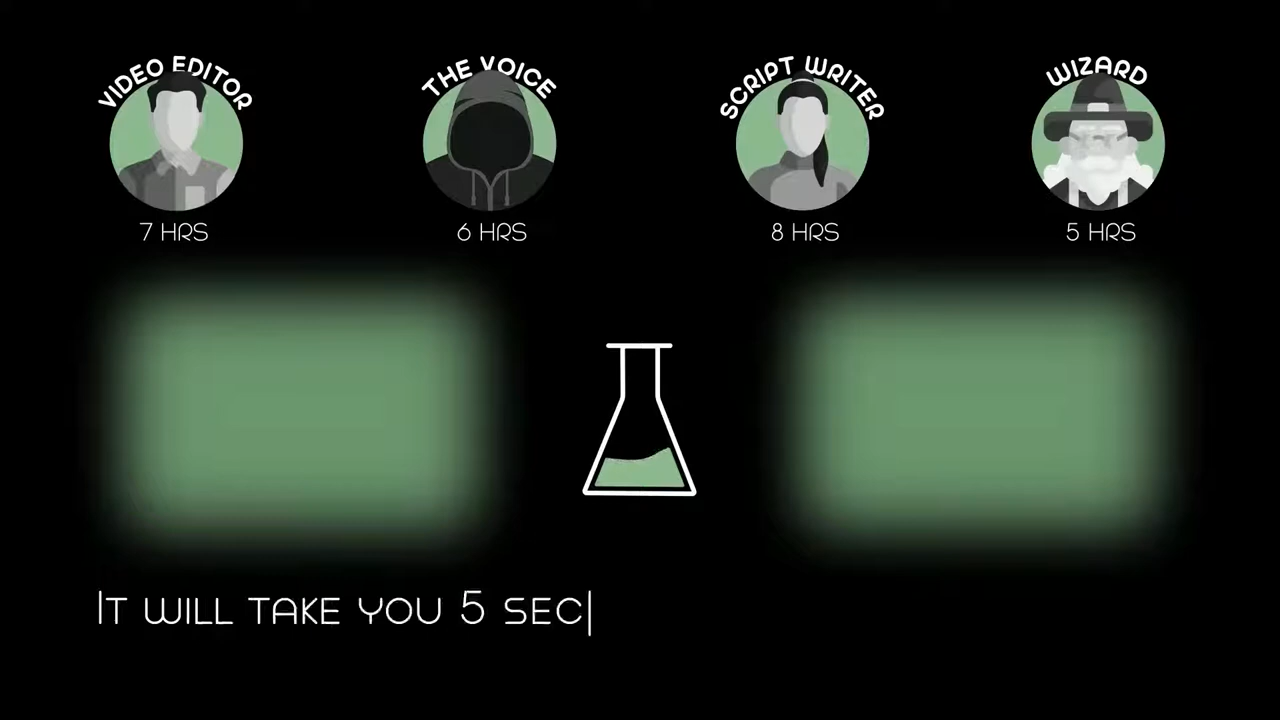 VIDEO EDITOR
THE VOICE
SCRIPT WRITER
WIZARD
7 HRS
6 HRS
8 HRS
5 HRS
IT WILL TAKE YOU 5 SEC